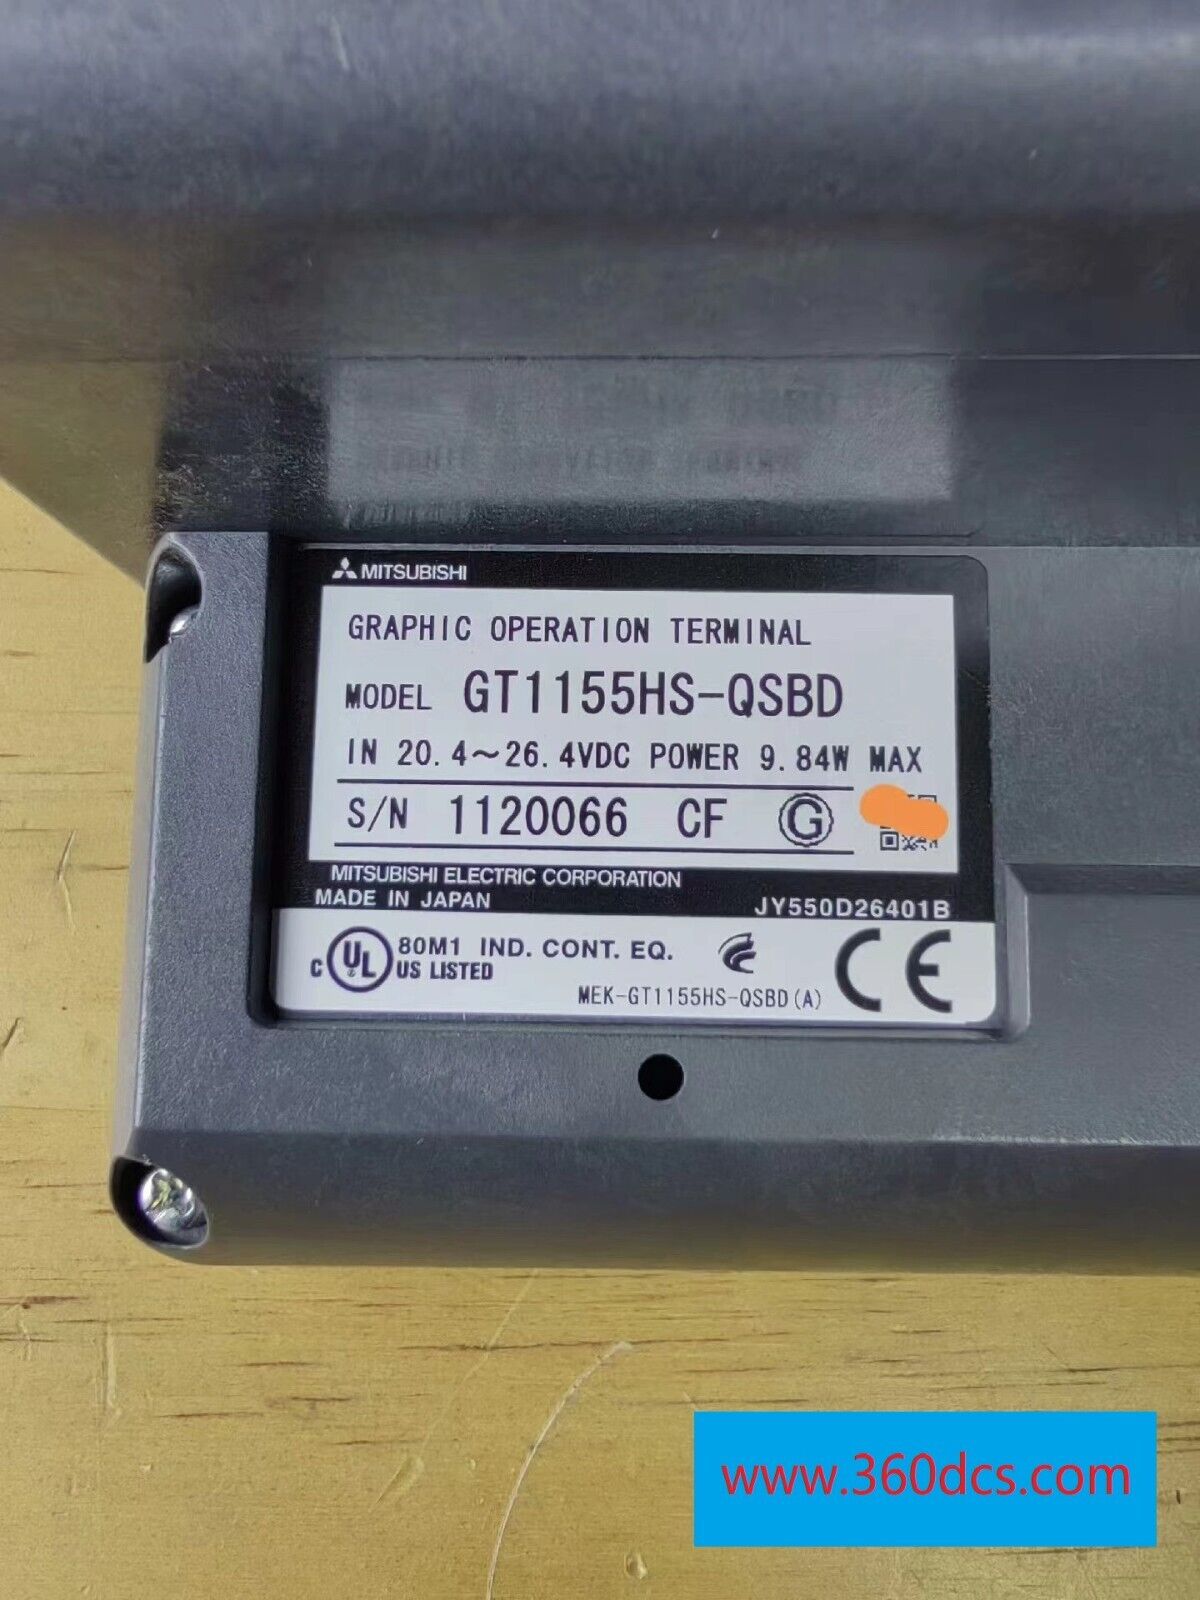 MITSUBISHI
GRAPHIC OPERATION TERMINAL
MODEL GT1155HS-QSBD
IN 20.4~26.4VDC POWER 9.84W MAX
S/N 1120066 CF G
MITSUBISHI ELECTRIC CORPORATION
MADE IN JAPAN JY550D26401B
C UL US LISTED 80M1 IND. CONT. EQ. CE
MEK-GT1155HS-QSBD(A)
www.360dcs.com